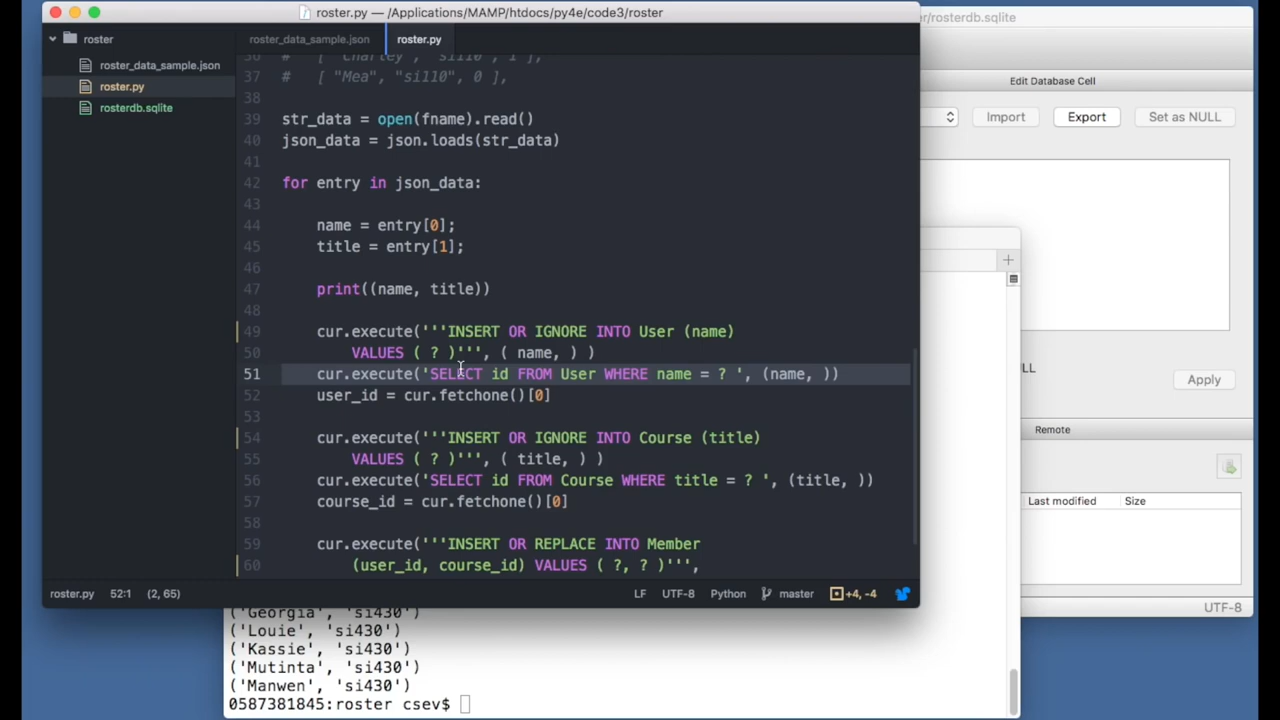 roster.py — /Applications/MAMP/htdocs/py4e/code3/roster
/rosterdb.sqlite
roster
roster_data_sample.json
roster.py
rosterdb.sqlite
roster_data_sample.json
roster.py
36 #   [ "Charley", "si110", 1 ],
37 #   [ "Mea", "si110", 0 ],
38
39 str_data = open(fname).read()
40 json_data = json.loads(str_data)
41
42 for entry in json_data:
43
44     name = entry[0];
45     title = entry[1];
46
47     print((name, title))
48
49     cur.execute('''INSERT OR IGNORE INTO User (name)
50         VALUES ( ? )''', ( name, ) )
51     cur.execute('SELECT id FROM User WHERE name = ? ', (name, ))
52     user_id = cur.fetchone()[0]
53
54     cur.execute('''INSERT OR IGNORE INTO Course (title)
55         VALUES ( ? )''', ( title, ) )
56     cur.execute('SELECT id FROM Course WHERE title = ? ', (title, ))
57     course_id = cur.fetchone()[0]
58
59     cur.execute('''INSERT OR REPLACE INTO Member
60         (user_id, course_id) VALUES ( ?, ? )''',
roster.py 52:1 (2, 65)
LF UTF-8 Python master +4, -4
Edit Database Cell
Import Export Set as NULL
Apply
Remote
Last modified Size
UTF-8
('Georgia', 'si430')
('Louie', 'si430')
('Kassie', 'si430')
('Mutinta', 'si430')
('Manwen', 'si430')
0587381845:roster csev$